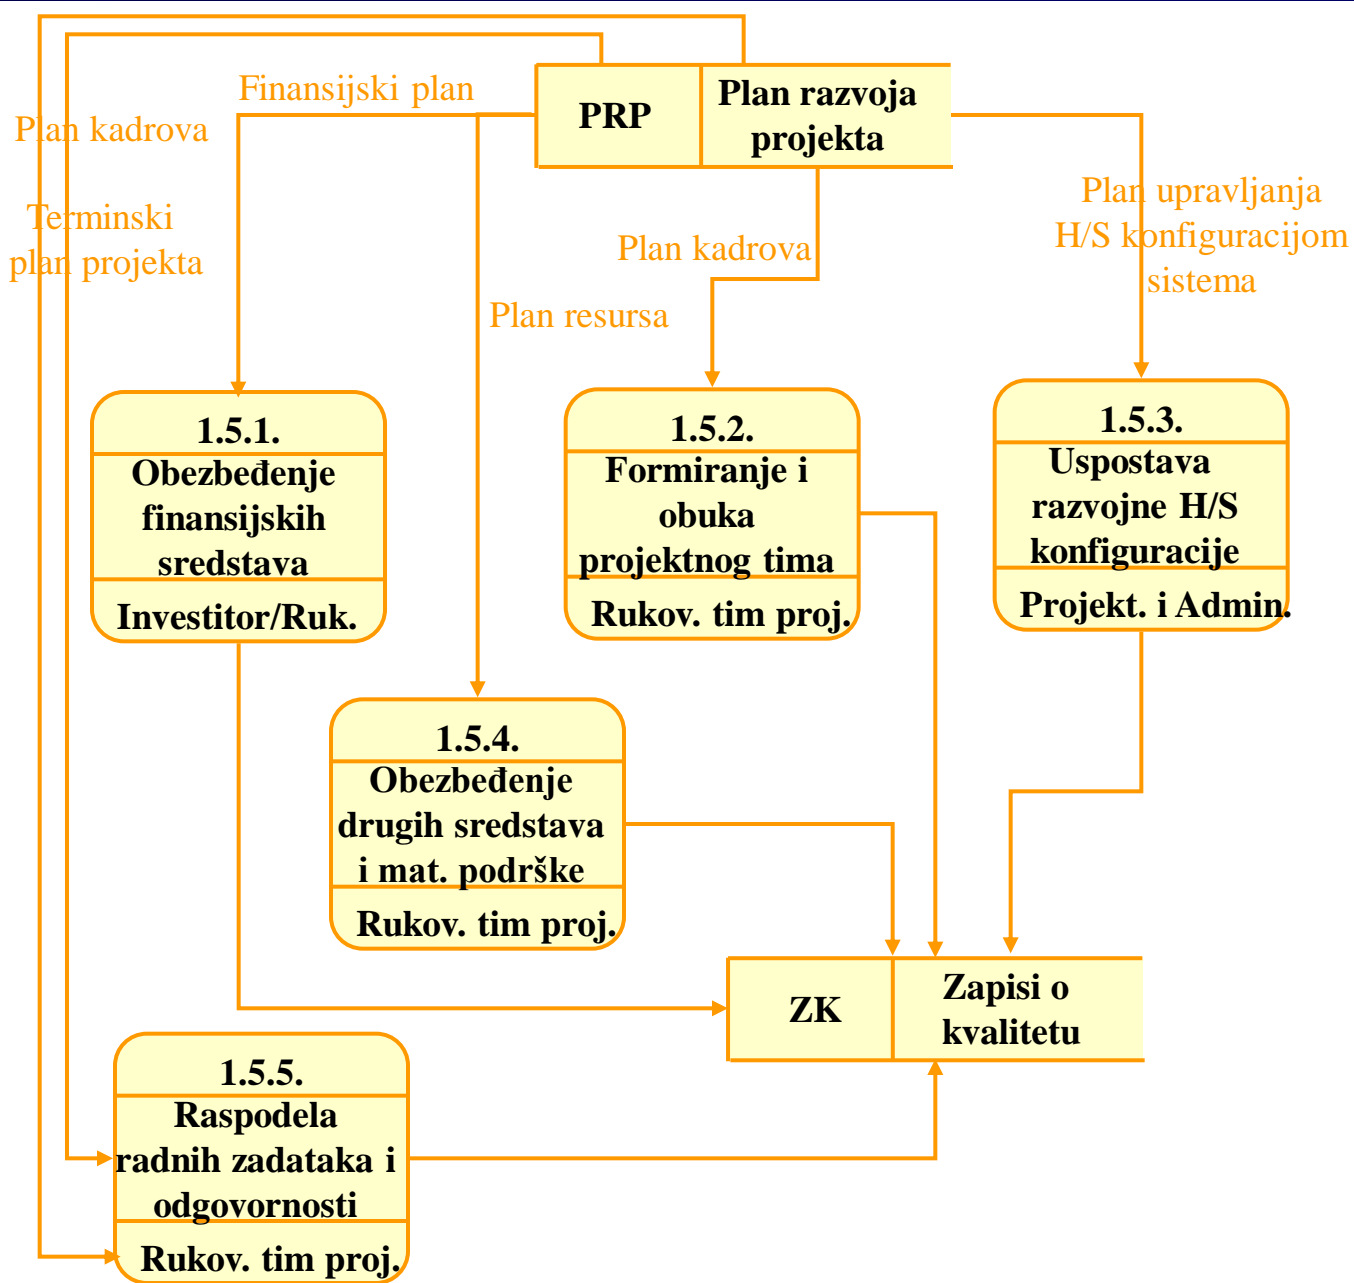 Finansijski plan
PRP
Plan razvoja
projekta
Plan kadrova
Terminski
plan projekta
Plan kadrova
Plan upravljanja
H/S konfiguracijom
sistema
Plan resursa
1.5.1.
Obezbeđenje
finansijskih
sredstava
Investitor/Ruk.
1.5.2.
Formiranje i
obuka
projektnog tima
Rukov. tim proj.
1.5.3.
Uspostava
razvojne H/S
konfiguracije
Projekt. i Admin.
1.5.4.
Obezbeđenje
drugih sredstava
i mat. podrške
Rukov. tim proj.
ZK
Zapisi o
kvalitetu
1.5.5.
Raspodela
radnih zadataka i
odgovornosti
Rukov. tim proj.